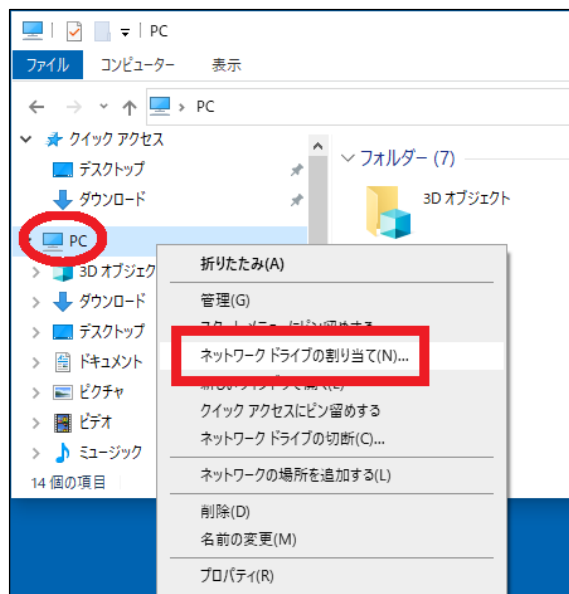 PC
ファイル コンピューター 表示
PC
クイック アクセス
デスクトップ
ダウンロード
PC
3D オブジェク
ダウンロード
デスクトップ
ドキュメント
ピクチャ
ビデオ
ミュージック
14 個の項目
フォルダー (7)
3D オブジェクト
折りたたみ(A)
管理(G)
ネットワーク ドライブの割り当て(N)...
クイック アクセスにピン留めする
ネットワーク ドライブの切断(C)...
ネットワークの場所を追加する(L)
削除(D)
名前の変更(M)
プロパティ(R)